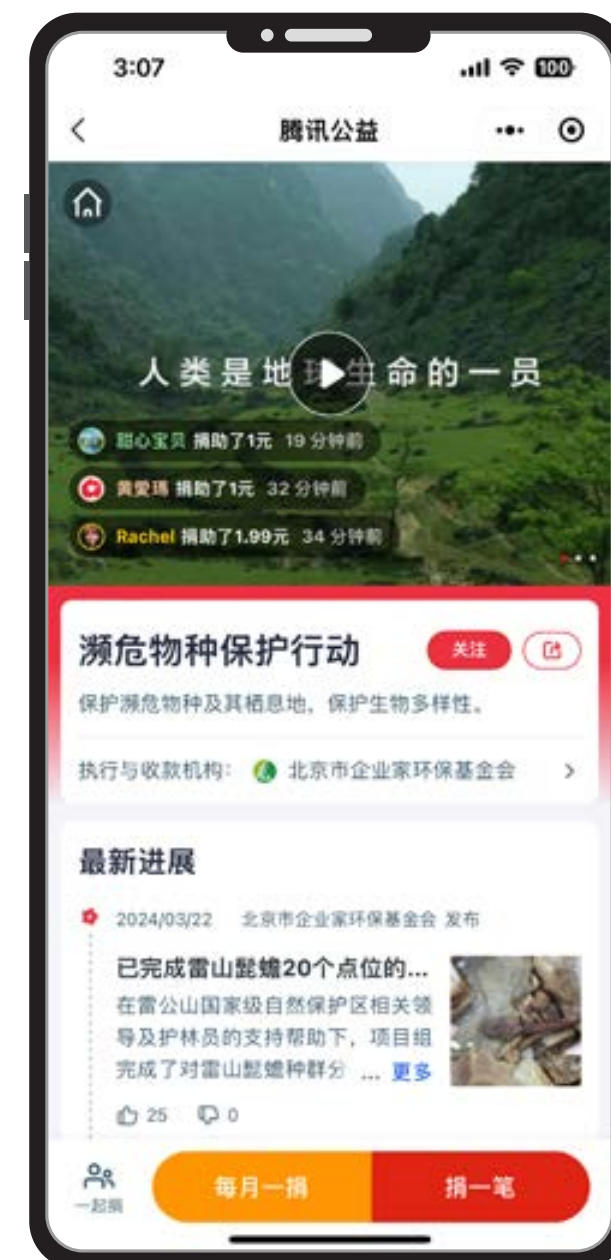 3:07
100
腾讯公益
人类是地球生命的一员
甜心宝贝 捐助了1元 19 分钟前
黄爱瑪 捐助了1元 32 分钟前
Rachel 捐助了1.99元 34 分钟前
濒危物种保护行动
关注
保护濒危物种及其栖息地,保护生物多样性。
执行与收款机构: 北京市企业家环保基金会
最新进展
2024/03/22 北京市企业家环保基金会 发布
已完成雷山髭蟾20个点位的...
在雷公山国家级自然保护区相关领
导及护林员的支持帮助下,项目组
完成了对雷山髭蟾种群分 ... 更多
25 0
一起捐
每月一捐
捐一笔